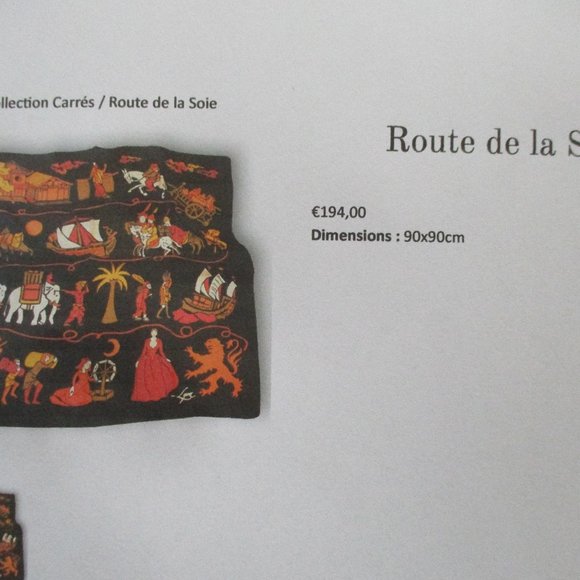 llection Carrés / Route de la Soie
Route de la S
€194,00
Dimensions : 90x90cm